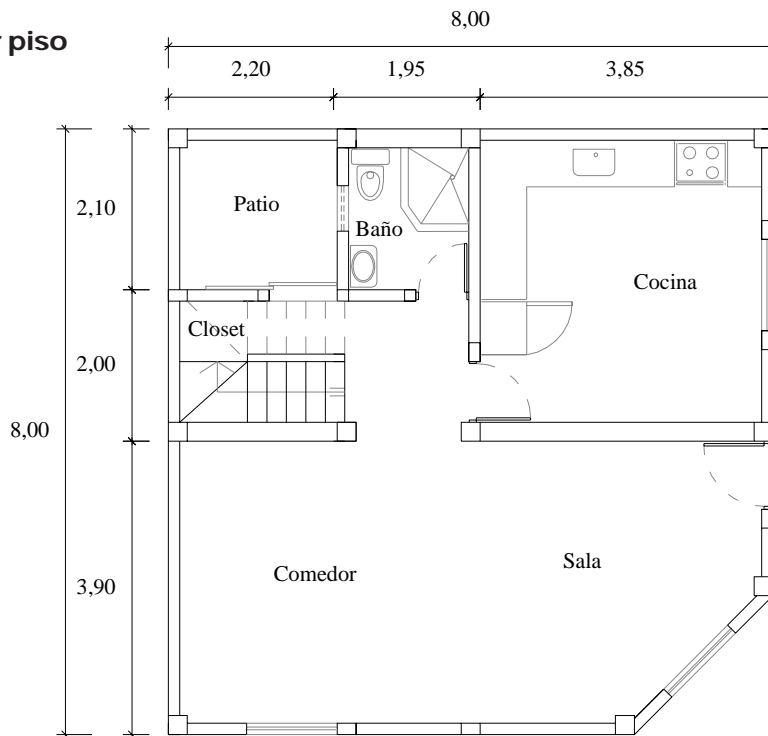 piso
8,00
2,20 1,95 3,85
2,10
2,00
3,90
8,00
Patio
Baño
Cocina
Closet
Comedor
Sala